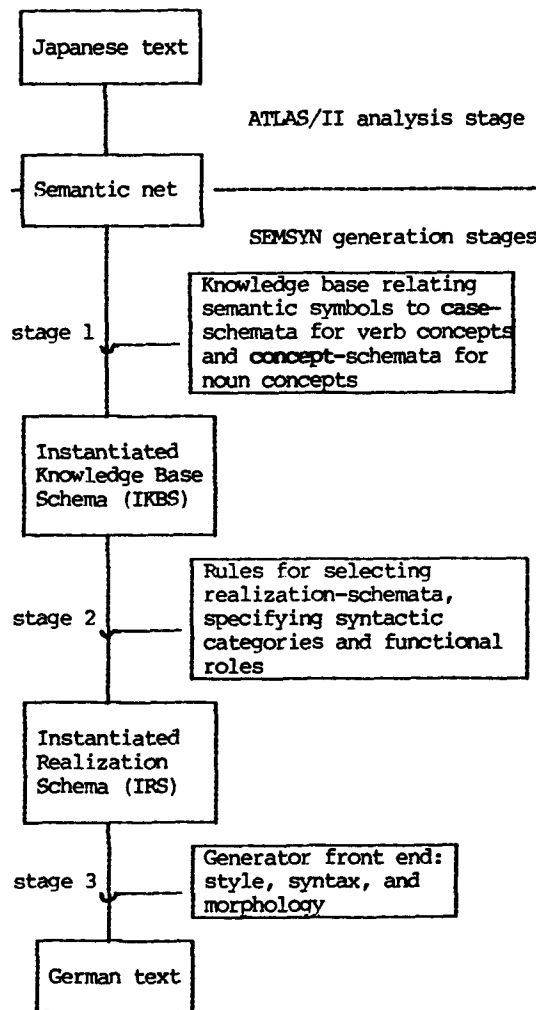 Japanese text
ATLAS/II analysis stage
Semantic net
SEMSYN generation stages
Knowledge base relating
semantic symbols to case-
schemata for verb concepts
and concept-schemata for
noun concepts
stage 1
Instantiated
Knowledge Base
Schema (IKBS)
Rules for selecting
realization-schemata,
specifying syntactic
categories and functional
roles
stage 2
Instantiated
Realization
Schema (IRS)
Generator front end:
style, syntax, and
morphology
stage 3
German text